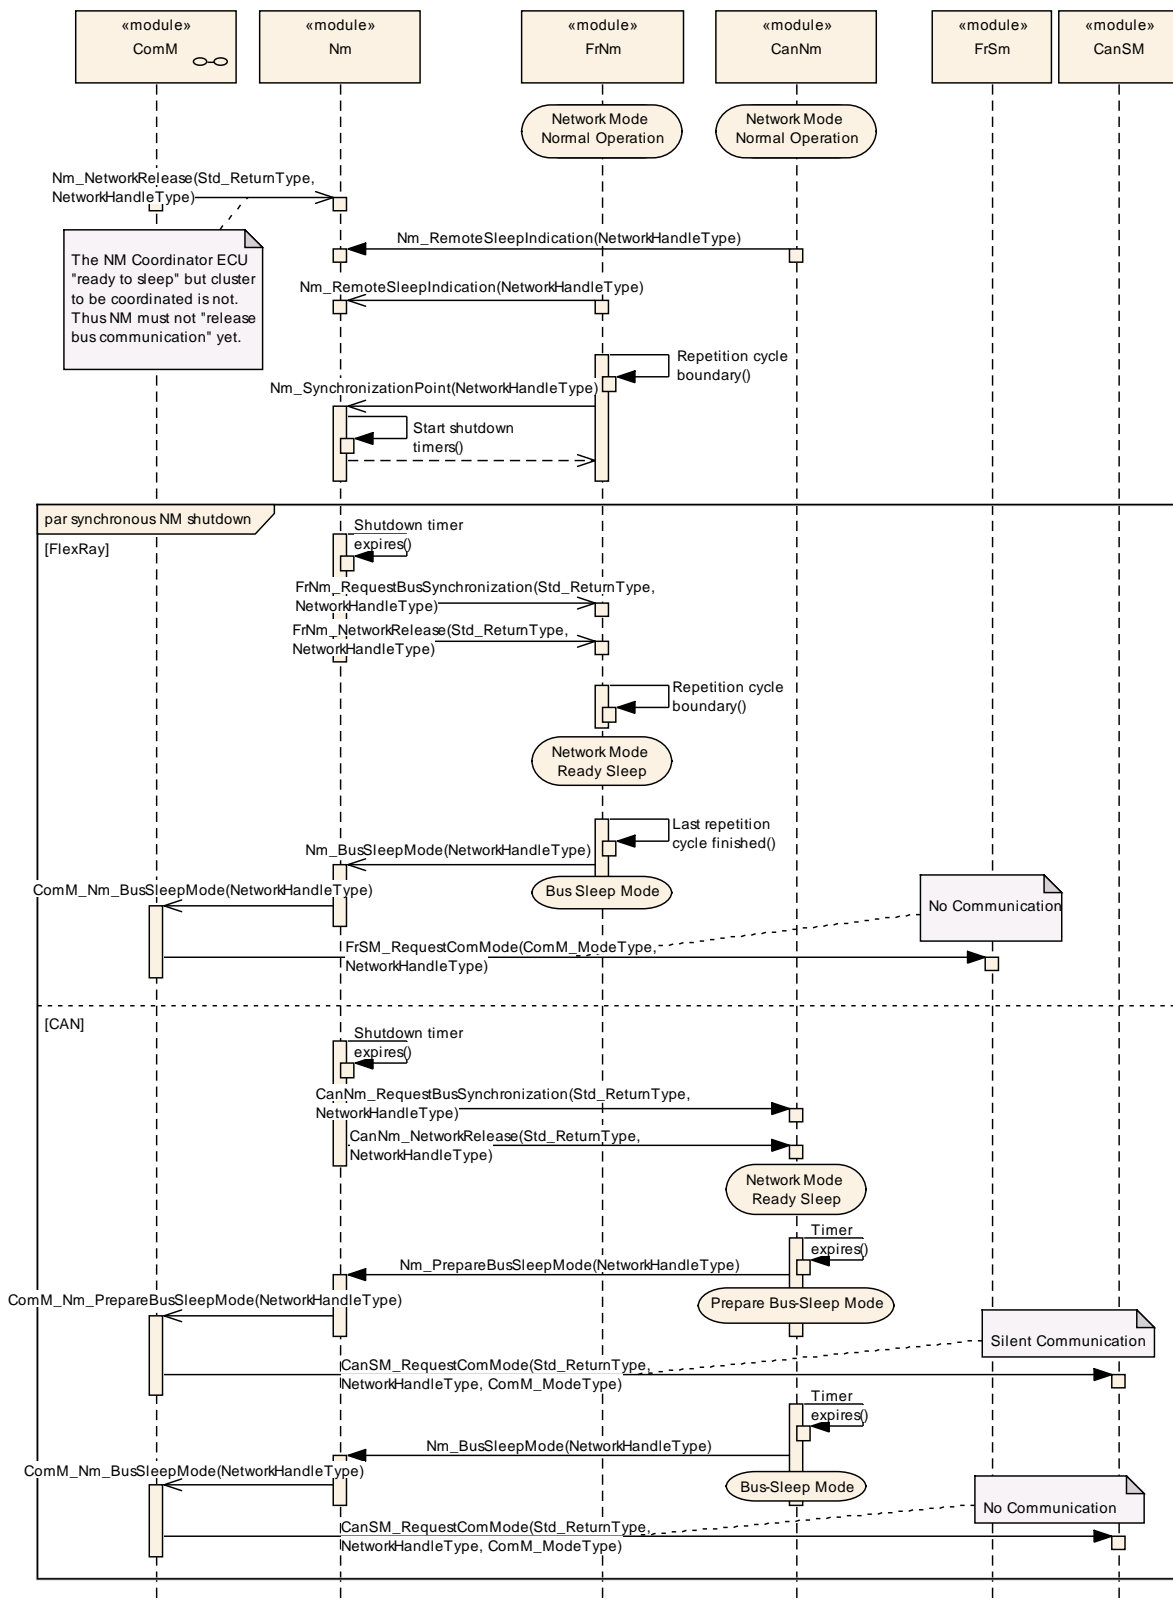 «module»
ComM
«module»
Nm
«module»
FrNm
«module»
CanNm
«module»
FrSm
«module»
CanSM
Network Mode
Normal Operation
Network Mode
Normal Operation
Nm_NetworkRelease(Std_ReturnType,
NetworkHandleType)
Nm_RemoteSleepIndication(NetworkHandleType)
The NM Coordinator ECU
"ready to sleep" but cluster
to be coordinated is not.
Thus NM must not "release
bus communication" yet.
Nm_RemoteSleepIndication(NetworkHandleType)
Repetition cycle
boundary()
Nm_SynchronizationPoint(NetworkHandleType)
Start shutdown
timers()
par synchronous NM shutdown
[FlexRay]
Shutdown timer
expires()
FrNm_RequestBusSynchronization(Std_ReturnType,
NetworkHandleType)
FrNm_NetworkRelease(Std_ReturnType,
NetworkHandleType)
Repetition cycle
boundary()
Network Mode
Ready Sleep
Last repetition
cycle finished()
Nm_BusSleepMode(NetworkHandleType)
Bus Sleep Mode
ComM_Nm_BusSleepMode(NetworkHandleType)
No Communication
FrSM_RequestComMode(ComM_ModeType,
NetworkHandleType)
[CAN]
Shutdown timer
expires()
CanNm_RequestBusSynchronization(Std_ReturnType,
NetworkHandleType)
CanNm_NetworkRelease(Std_ReturnType,
NetworkHandleType)
Network Mode
Ready Sleep
Timer
expires()
Nm_PrepareBusSleepMode(NetworkHandleType)
Prepare Bus-Sleep Mode
ComM_Nm_PrepareBusSleepMode(NetworkHandleType)
Silent Communication
CanSM_RequestComMode(Std_ReturnType,
NetworkHandleType, ComM_ModeType)
Timer
expires()
Nm_BusSleepMode(NetworkHandleType)
Bus-Sleep Mode
ComM_Nm_BusSleepMode(NetworkHandleType)
No Communication
CanSM_RequestComMode(Std_ReturnType,
NetworkHandleType, ComM_ModeType)